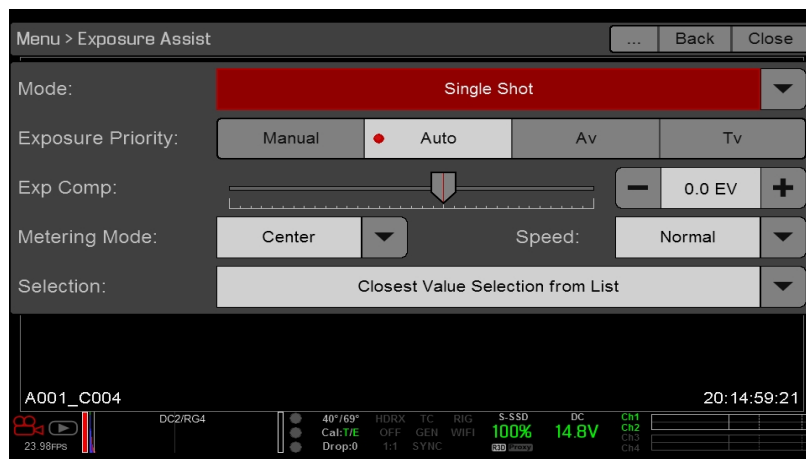 Menu > Exposure Assist ... Back Close
Mode: Single Shot
Exposure Priority: Manual Auto Av Tv
Exp Comp: 0.0 EV
Metering Mode: Center Speed: Normal
Selection: Closest Value Selection from List
A001_C004 20:14:59:21
DC2/RG4 40°/69° HDRX TC RIG S-SSD DC Ch1
Cal:T/E OFF GEN WIFI 100% 14.8V Ch2
23.98FPS Drop:0 1:1 SYNC R3D Proxy Ch3
Ch4